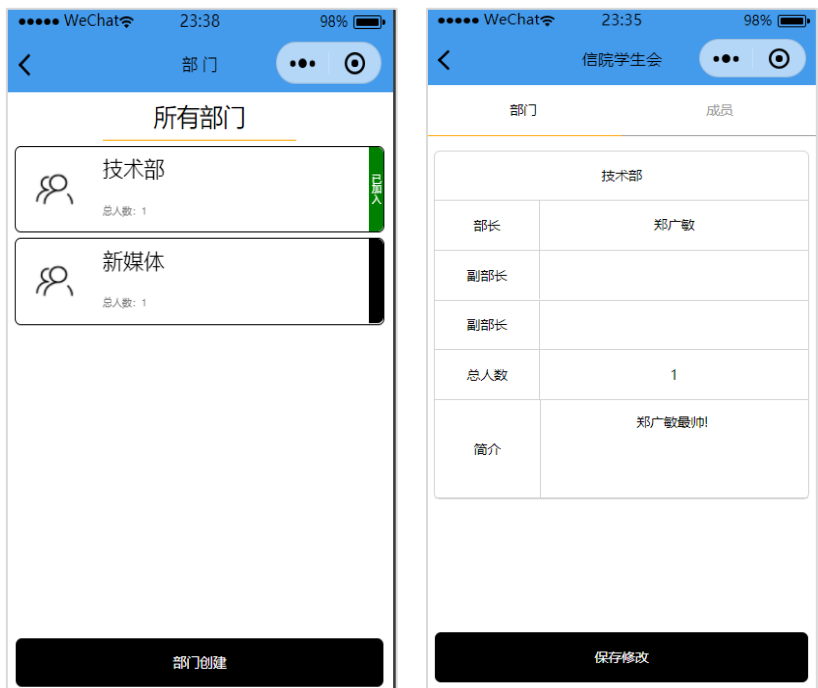 ●●●●● WeChat 23:38 98%
部 门
所有部门
技术部
总人数: 1
已加入
新媒体
总人数: 1
部门创建
●●●●● WeChat 23:35 98%
信院学生会
部门 成员
技术部
部长 郑广敏
副部长
副部长
总人数 1
简介 郑广敏最帅!
保存修改